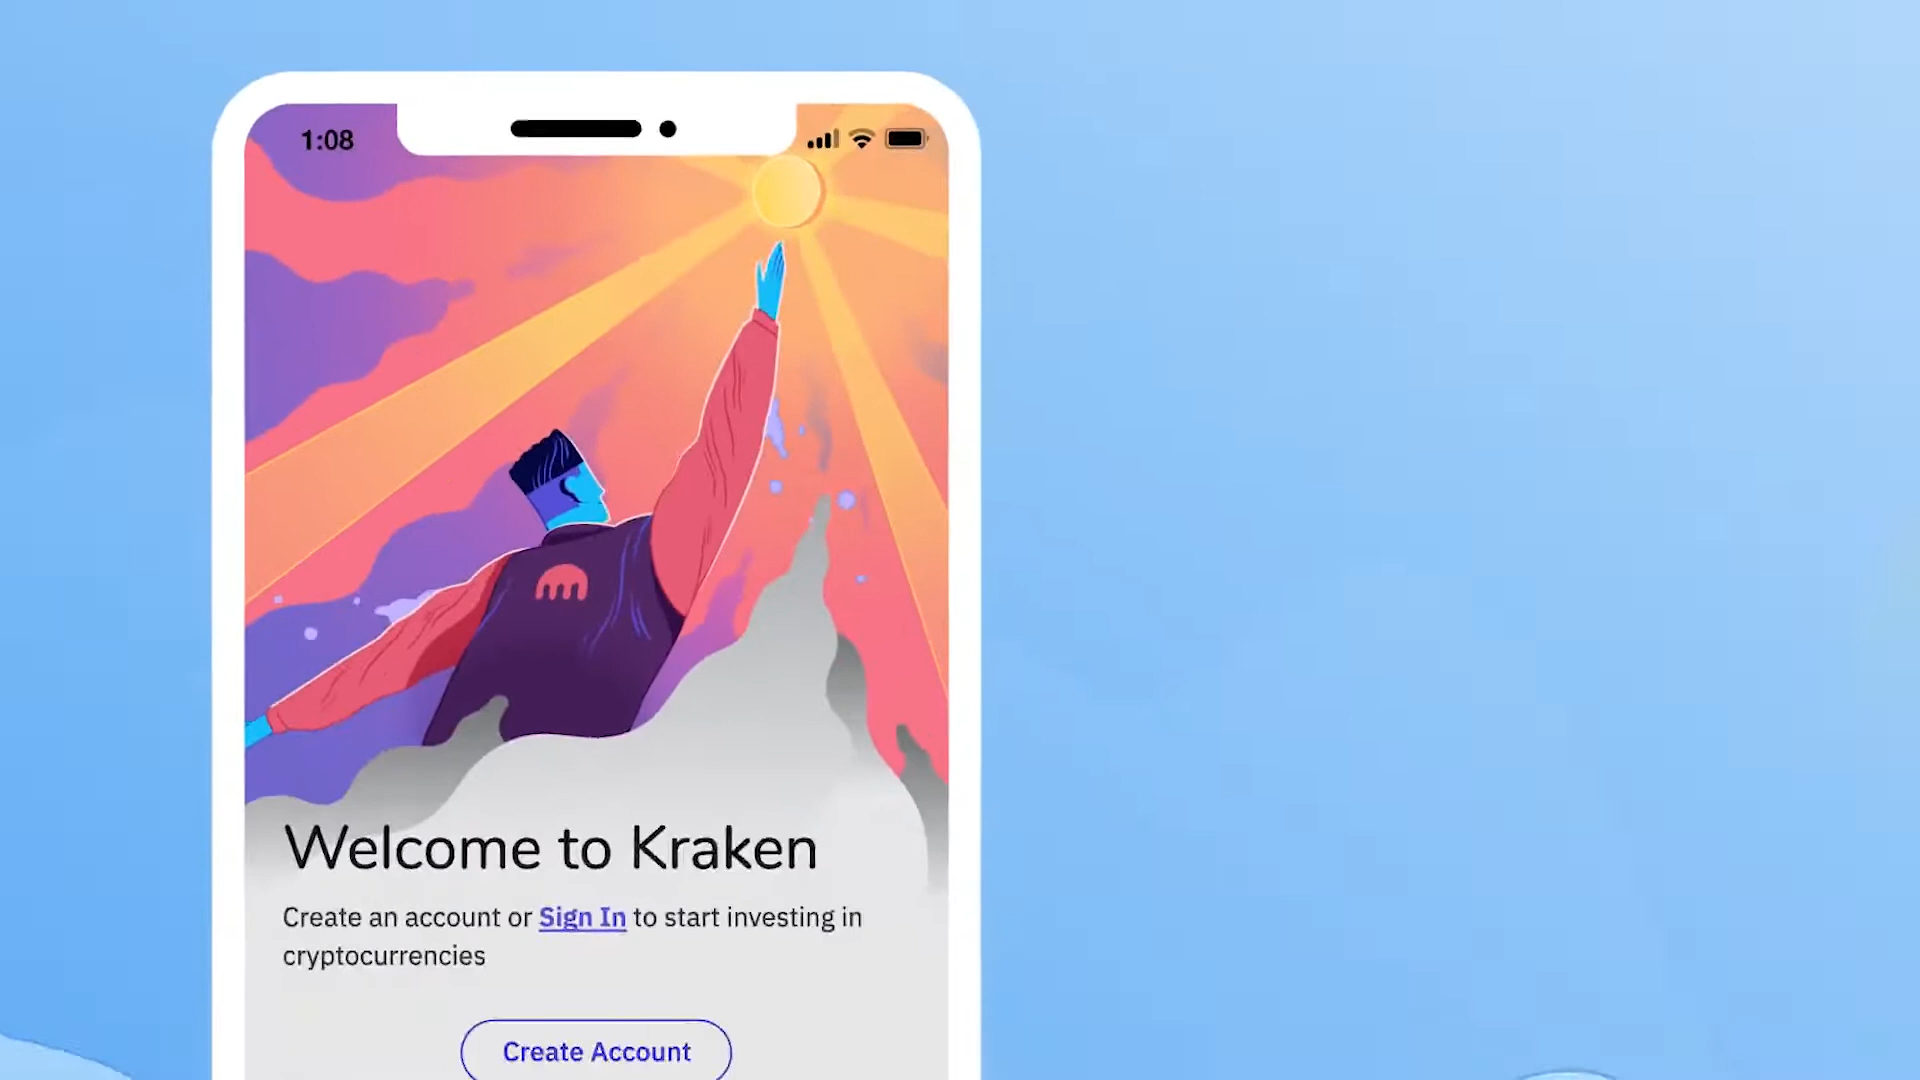 1:08
Welcome to Kraken
Create an account or Sign In to start investing in
cryptocurrencies
Create Account